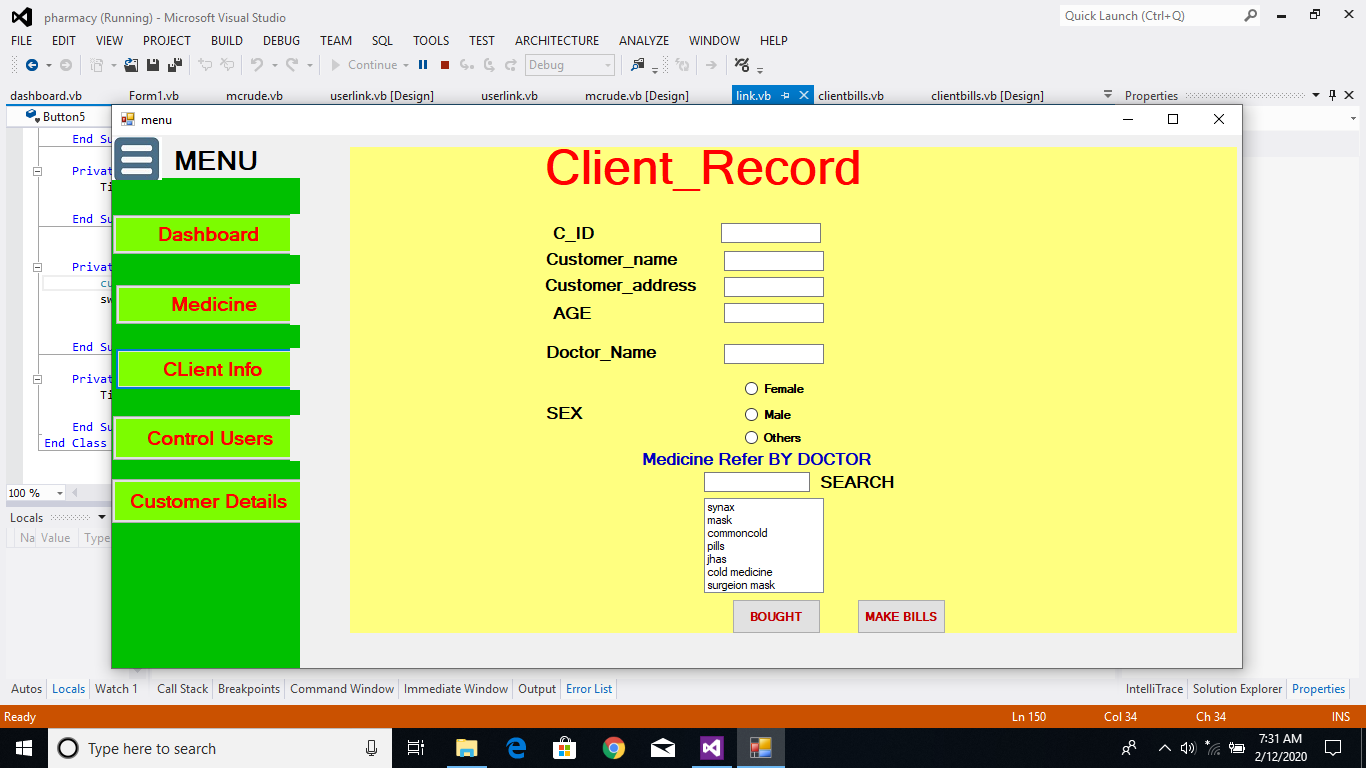 pharmacy (Running) - Microsoft Visual Studio
Quick Launch (Ctrl+Q)
FILE EDIT VIEW PROJECT BUILD DEBUG TEAM SQL TOOLS TEST ARCHITECTURE ANALYZE WINDOW HELP
Continue Debug
dashboard.vb Form1.vb mcrude.vb userlink.vb [Design] userlink.vb mcrude.vb [Design] link.vb clientbills.vb clientbills.vb [Design] Properties
Button5
menu
End Su
MENU
Privat
Ti
End Su
Privat
cu
sw
End Su
Privat
Ti
End Su
End Class
Dashboard
Medicine
CLient Info
Control Users
Customer Details
Client_Record
C_ID
Customer_name
Customer_address
AGE
Doctor_Name
SEX
Female
Male
Others
Medicine Refer BY DOCTOR
SEARCH
synax
mask
commoncold
pills
jhas
cold medicine
surgeion mask
BOUGHT MAKE BILLS
100 %
Locals
Na Value Type
Autos Locals Watch 1 Call Stack Breakpoints Command Window Immediate Window Output Error List IntelliTrace Solution Explorer Properties
Ready Ln 150 Col 34 Ch 34 INS
Type here to search
7:31 AM
2/12/2020